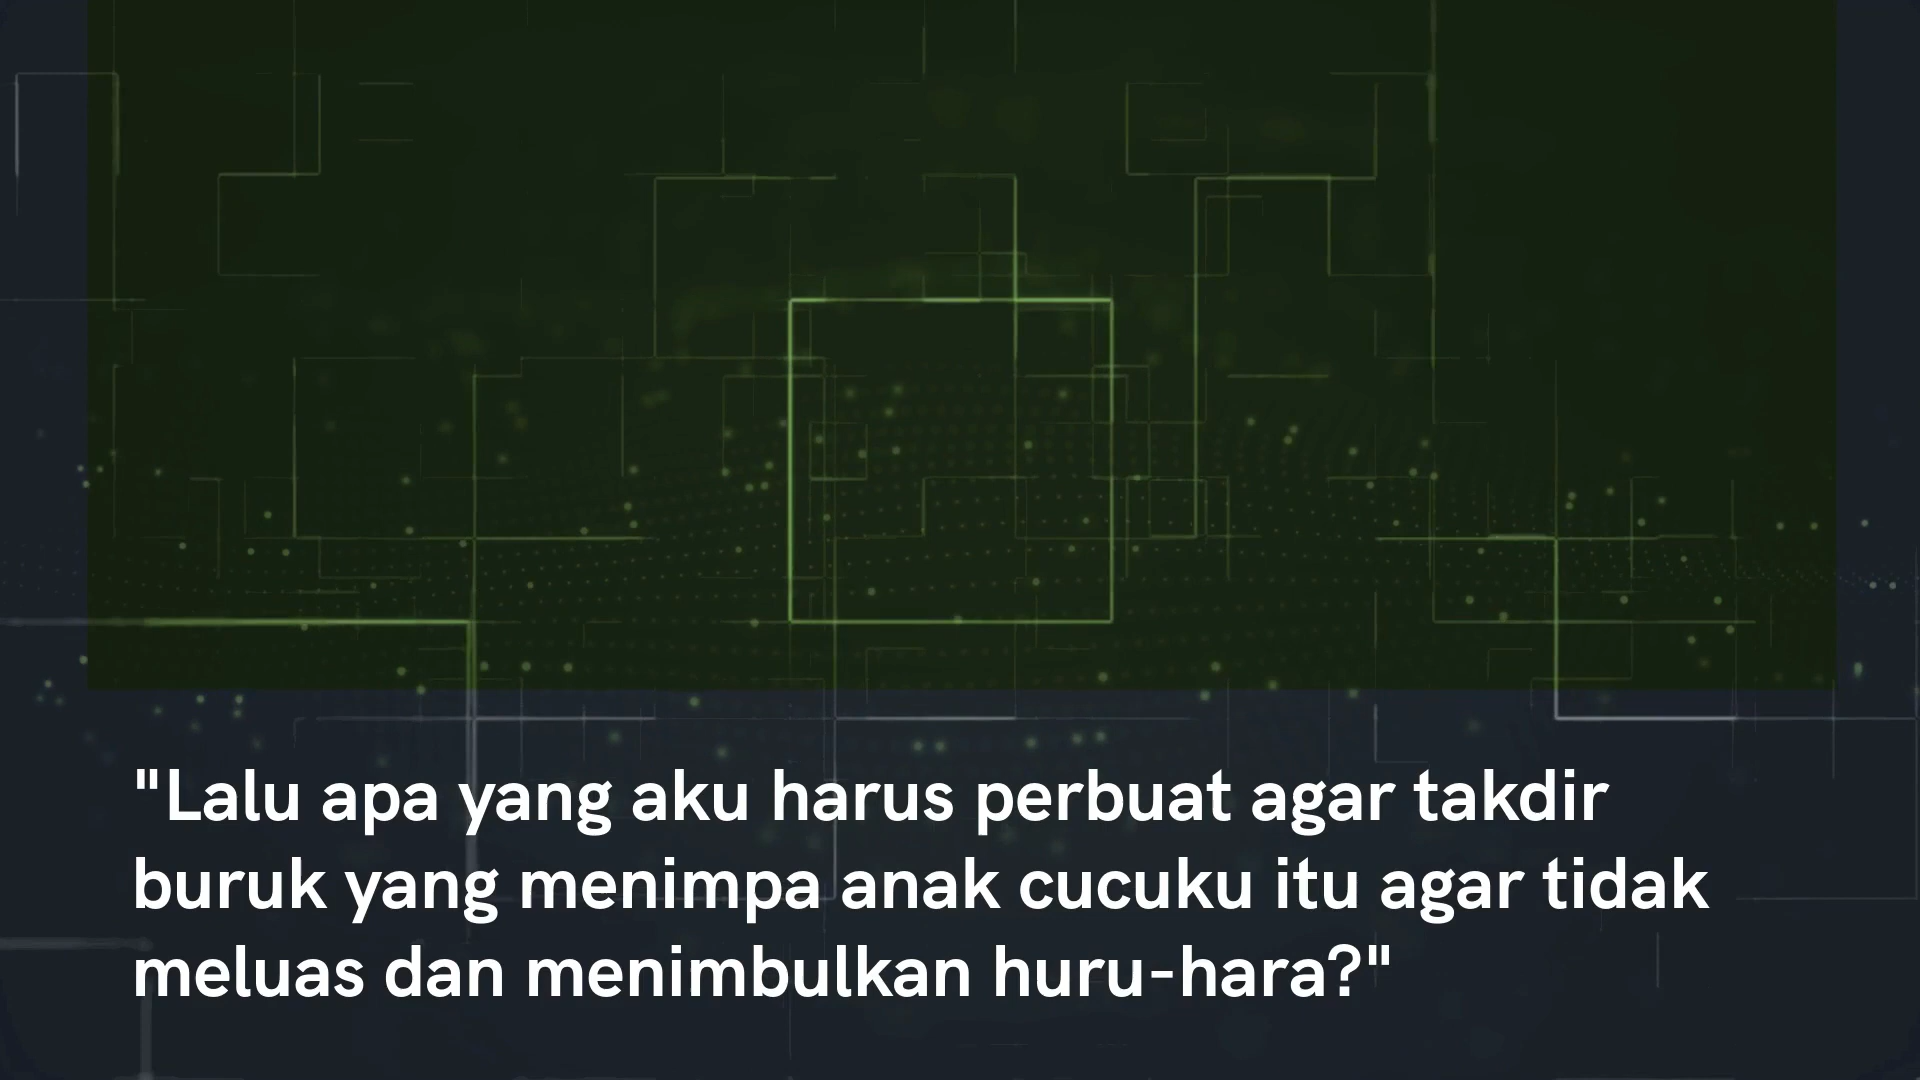 "Lalu apa yang aku harus perbuat agar takdir
buruk yang menimpa anak cucuku itu agar tidak
meluas dan menimbulkan huru-hara?"